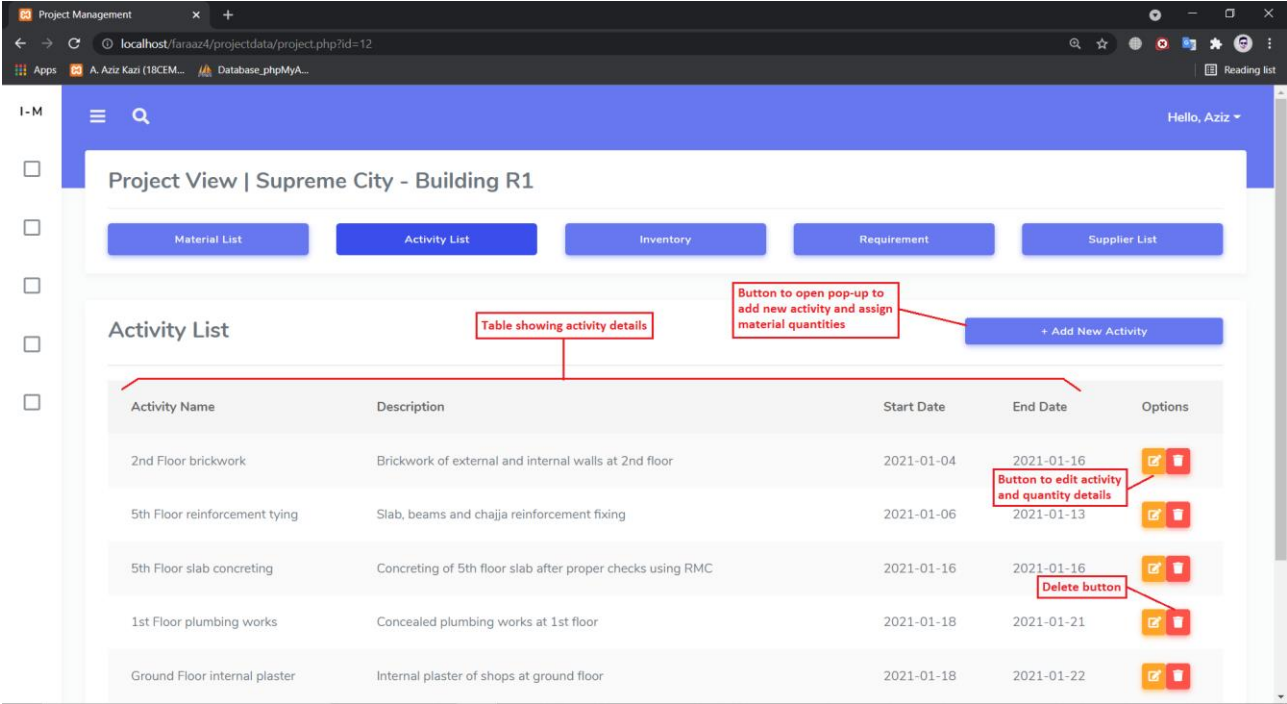 Project Management
localhost/faraaz4/projectdata/project.php?id=12
Apps
A. Aziz Kazi (18CEM...
Database_phpMyA...
Reading list
I-M
Hello, Aziz
Project View | Supreme City - Building R1
Material List
Activity List
Inventory
Requirement
Supplier List
Button to open pop-up to
add new activity and assign
material quantities
Activity List
Table showing activity details
+ Add New Activity
Activity Name Description Start Date End Date Options
2nd Floor brickwork Brickwork of external and internal walls at 2nd floor 2021-01-04 2021-01-16
Button to edit activity
and quantity details
5th Floor reinforcement tying Slab, beams and chajja reinforcement fixing 2021-01-06 2021-01-13
5th Floor slab concreting Concreting of 5th floor slab after proper checks using RMC 2021-01-16 2021-01-16
Delete button
1st Floor plumbing works Concealed plumbing works at 1st floor 2021-01-18 2021-01-21
Ground Floor internal plaster Internal plaster of shops at ground floor 2021-01-18 2021-01-22